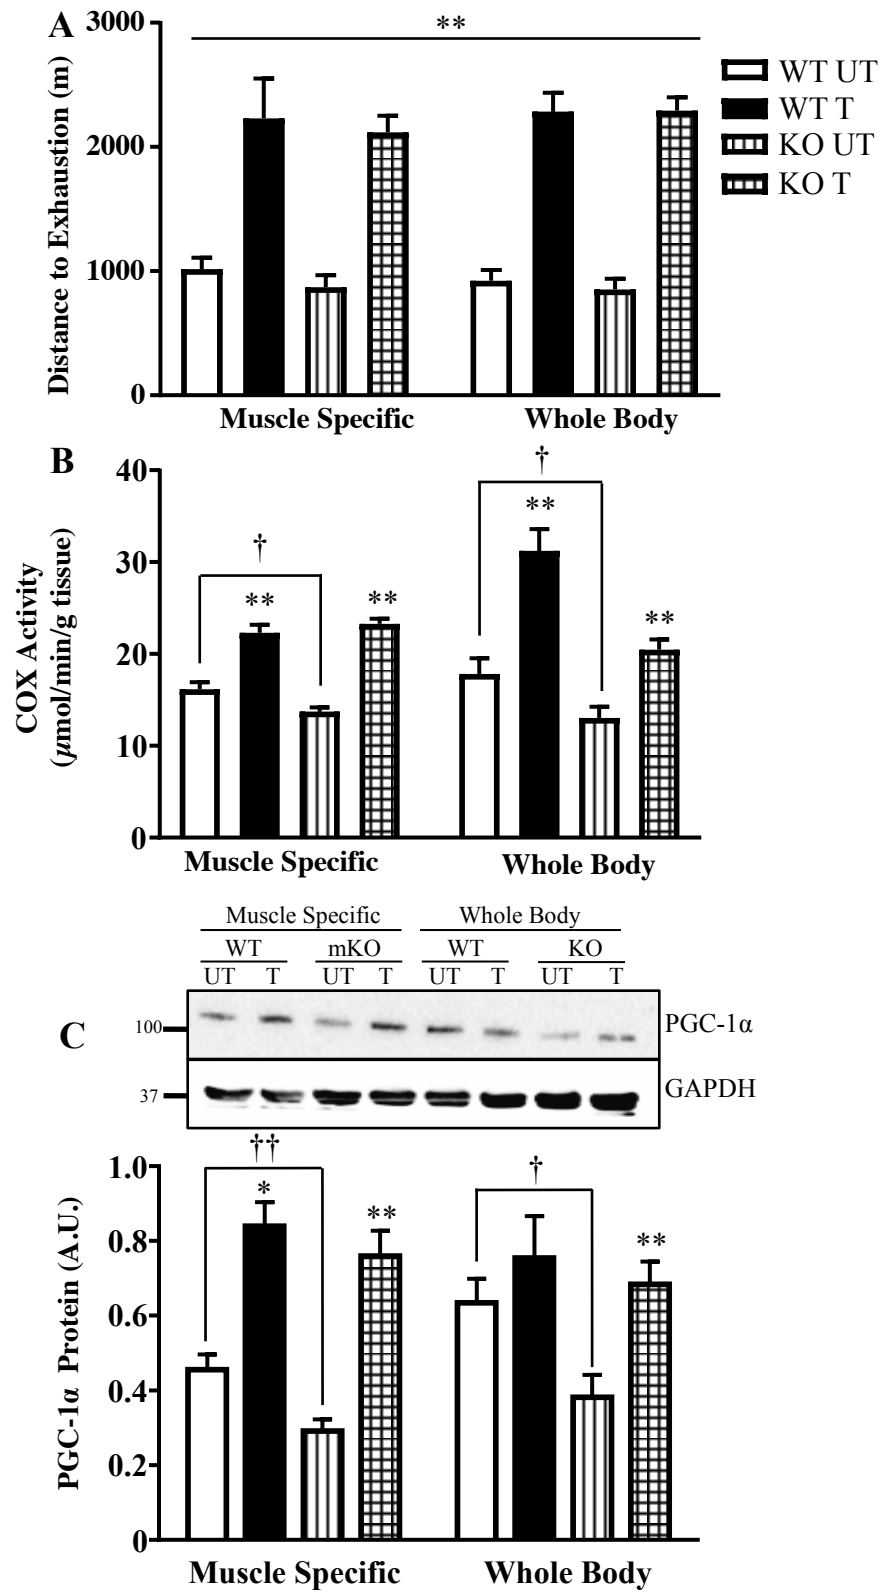 A
3000
2000
1000
0
Distance to Exhaustion (m)
**
WT UT
WT T
KO UT
KO T
Muscle Specific
Whole Body
B
40
30
20
10
0
COX Activity
(µmol/min/g tissue)
†
**
**
†
**
**
Muscle Specific
Whole Body
Muscle Specific Whole Body
WT mKO WT KO
UT T UT T UT T UT T
C
100
PGC-1α
37
GAPDH
1.0
0.8
0.6
0.4
0.2
0
PGC-1α Protein (A.U.)
††
*
**
†
**
Muscle Specific
Whole Body